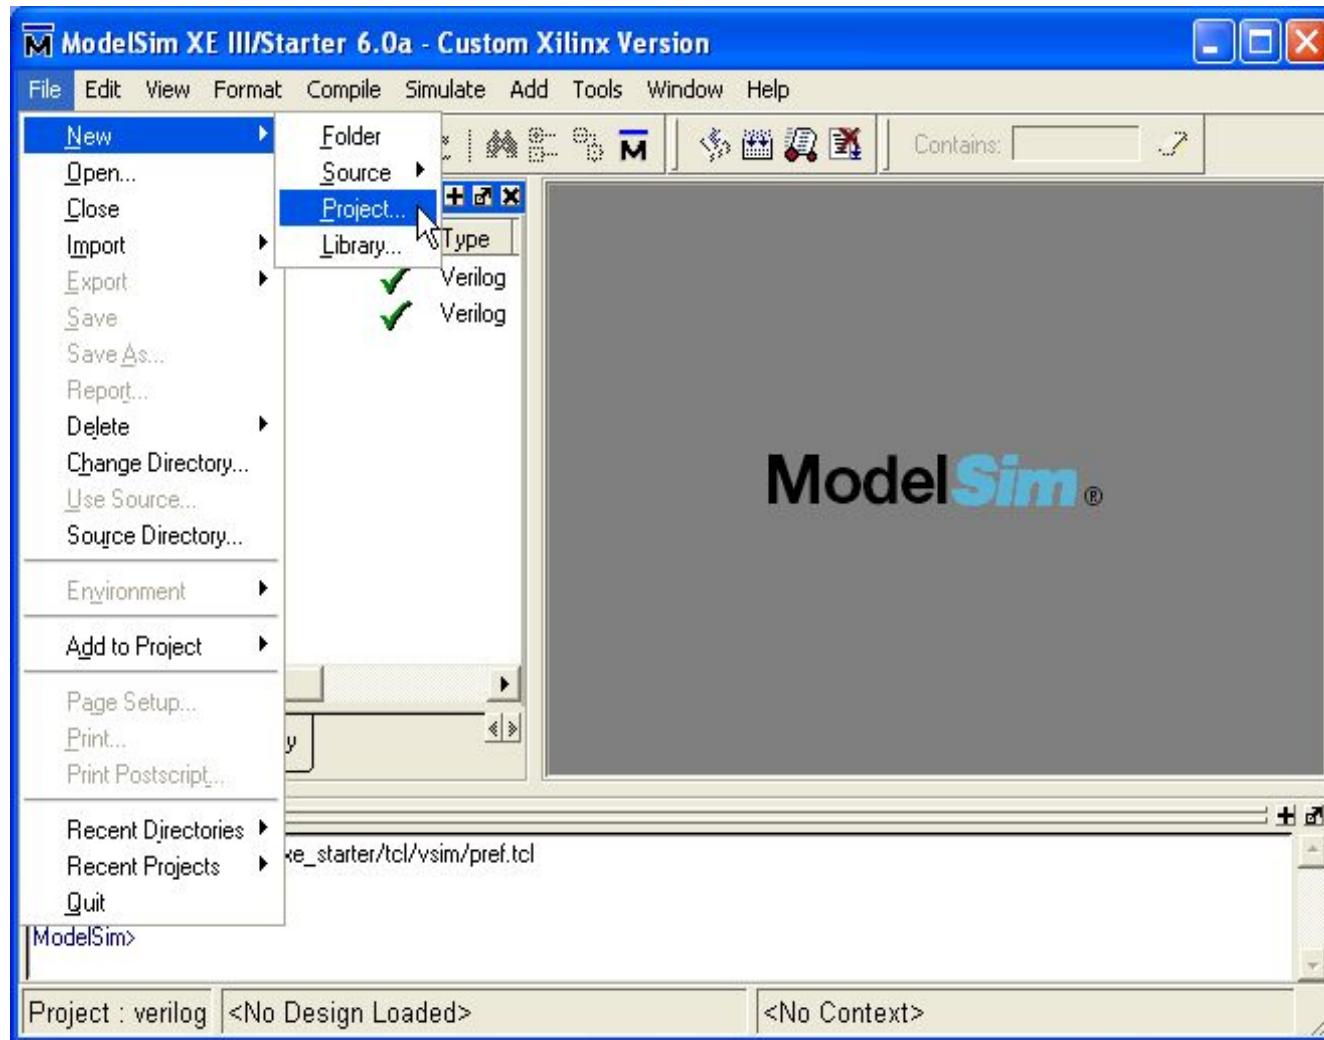 ModelSim XE III/Starter 6.0a - Custom Xilinx Version
File Edit View Format Compile Simulate Add Tools Window Help
New
Open...
Close
Import
Export
Save
Save As...
Report...
Delete
Change Directory...
Use Source...
Source Directory...
Environment
Add to Project
Page Setup...
Print...
Print Postscript...
Recent Directories
Recent Projects
Quit
Folder
Source
Project...
Library...
Contains:
Type
Verilog
Verilog
y
ModelSim®
xe_starter/tcl/vsim/pref.tcl
ModelSim>
Project : verilog <No Design Loaded> <No Context>